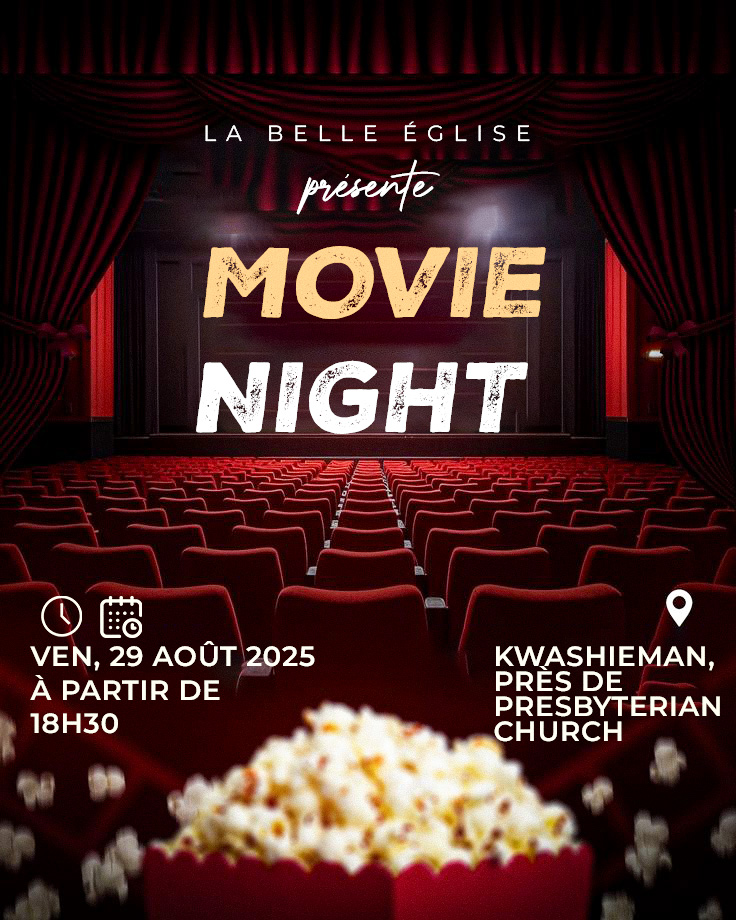 LA BELLE ÉGLISE
présente
MOVIE
NIGHT
VEN, 29 AOÛT 2025
À PARTIR DE
18H30
KWASHIEMAN,
PRÈS DE
PRESBYTERIAN
CHURCH